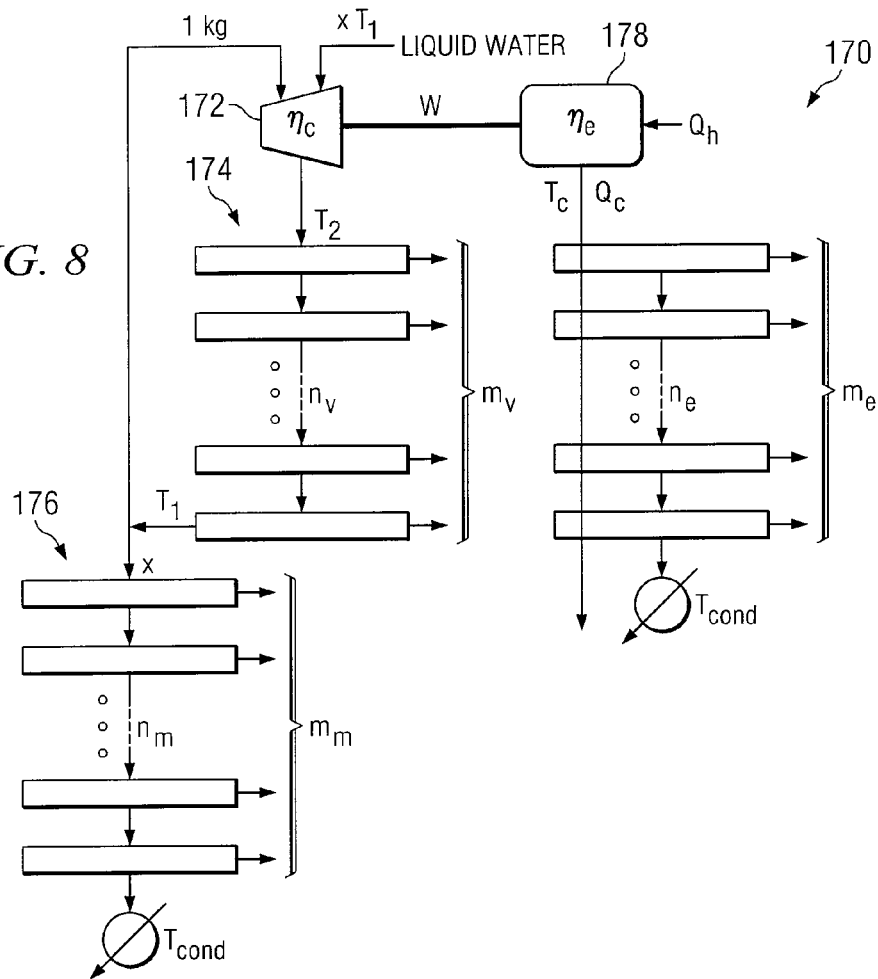 1 kg
x T1
LIQUID WATER
178
170
172
ηc
W
ηe
Qh
174
Tc
Qc
T2
G. 8
nv
mv
ne
me
176
T1
x
Tcond
nm
mm
Tcond